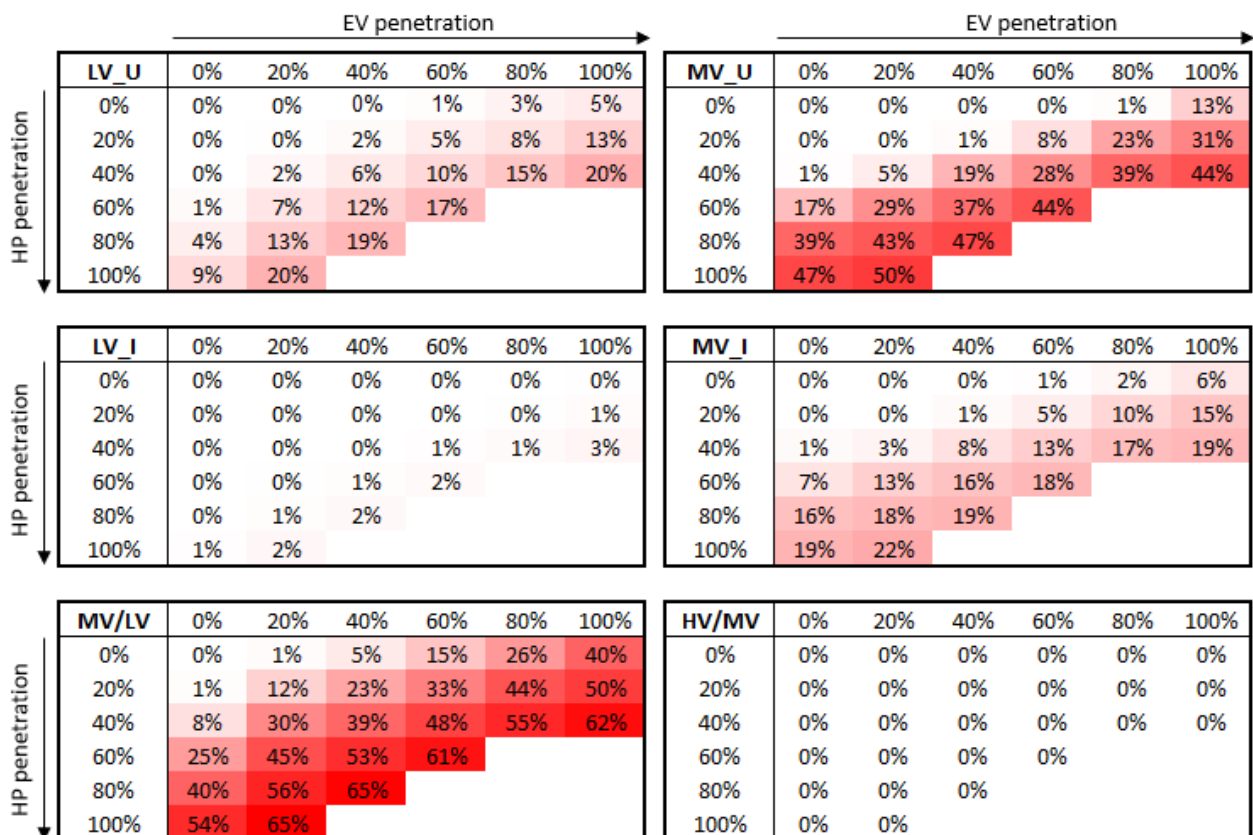 EV penetration
LV_U 0% 20% 40% 60% 80% 100%
0% 0% 0% 0% 1% 3% 5%
20% 0% 0% 2% 5% 8% 13%
40% 0% 2% 6% 10% 15% 20%
60% 1% 7% 12% 17%
80% 4% 13% 19%
100% 9% 20%
HP penetration
EV penetration
MV_U 0% 20% 40% 60% 80% 100%
0% 0% 0% 0% 0% 1% 13%
20% 0% 0% 1% 8% 23% 31%
40% 1% 5% 19% 28% 39% 44%
60% 17% 29% 37% 44%
80% 39% 43% 47%
100% 47% 50%
LV_I 0% 20% 40% 60% 80% 100%
0% 0% 0% 0% 0% 0% 0%
20% 0% 0% 0% 0% 0% 1%
40% 0% 0% 0% 1% 1% 3%
60% 0% 0% 1% 2%
80% 0% 1% 2%
100% 1% 2%
HP penetration
MV_I 0% 20% 40% 60% 80% 100%
0% 0% 0% 0% 1% 2% 6%
20% 0% 0% 1% 5% 10% 15%
40% 1% 3% 8% 13% 17% 19%
60% 7% 13% 16% 18%
80% 16% 18% 19%
100% 19% 22%
MV/LV 0% 20% 40% 60% 80% 100%
0% 0% 1% 5% 15% 26% 40%
20% 1% 12% 23% 33% 44% 50%
40% 8% 30% 39% 48% 55% 62%
60% 25% 45% 53% 61%
80% 40% 56% 65%
100% 54% 65%
HP penetration
HV/MV 0% 20% 40% 60% 80% 100%
0% 0% 0% 0% 0% 0% 0%
20% 0% 0% 0% 0% 0% 0%
40% 0% 0% 0% 0% 0% 0%
60% 0% 0% 0% 0%
80% 0% 0% 0%
100% 0% 0%